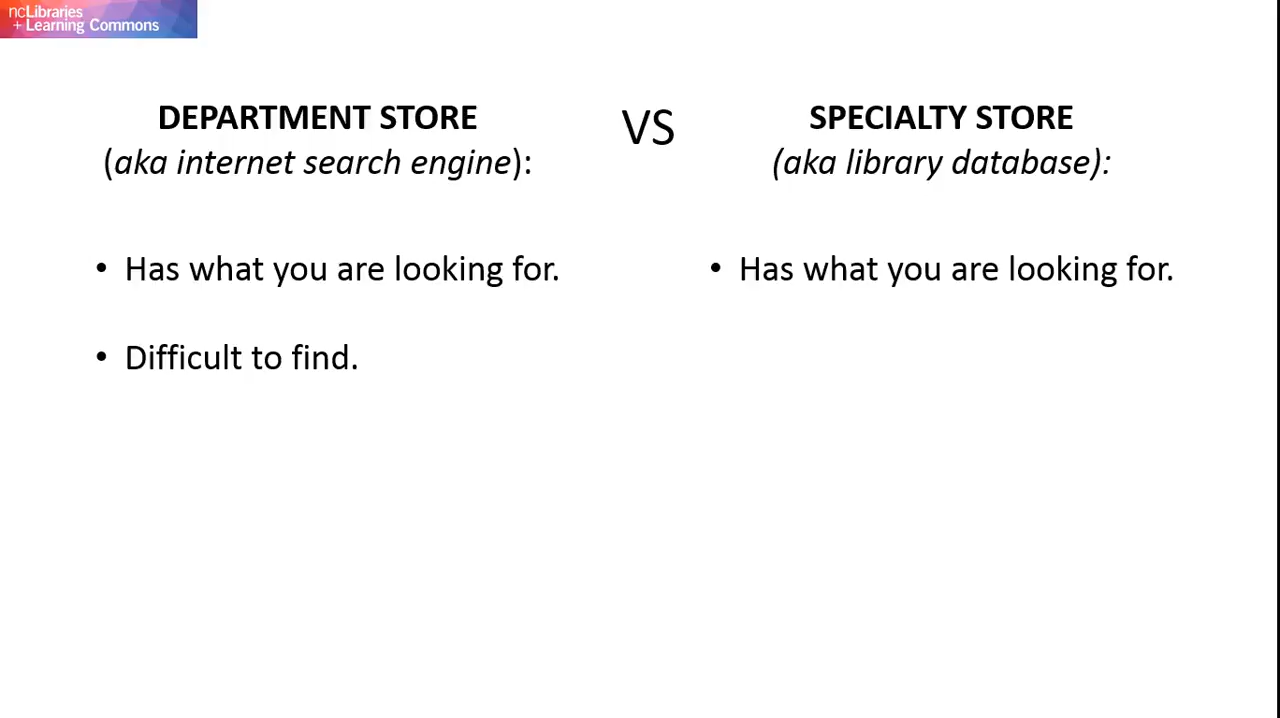 ncLibraries
+ Learning Commons
DEPARTMENT STORE
(aka internet search engine):
VS
SPECIALTY STORE
(aka library database):
• Has what you are looking for.
• Difficult to find.
• Has what you are looking for.